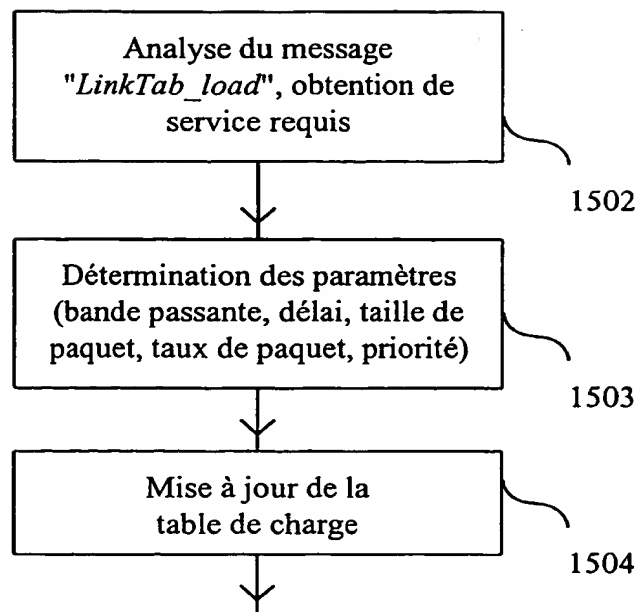 Analyse du message
"LinkTab_load", obtention de
service requis
1502
Détermination des paramètres
(bande passante, délai, taille de
paquet, taux de paquet, priorité)
1503
Mise à jour de la
table de charge
1504